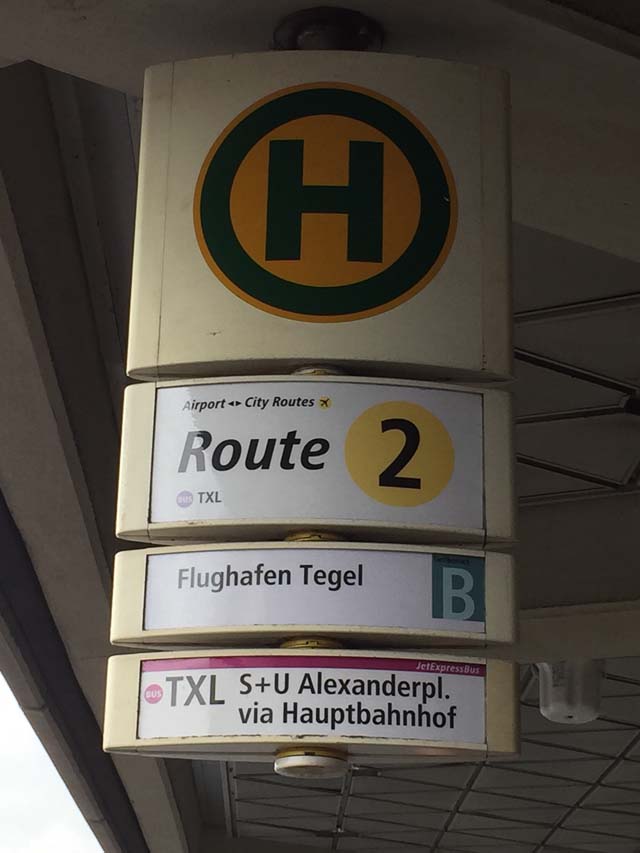 H
Airport ◂▸ City Routes
Route 2
BUS TXL
Flughafen Tegel
B
JetExpressBus
BUS TXL S+U Alexanderpl.
via Hauptbahnhof